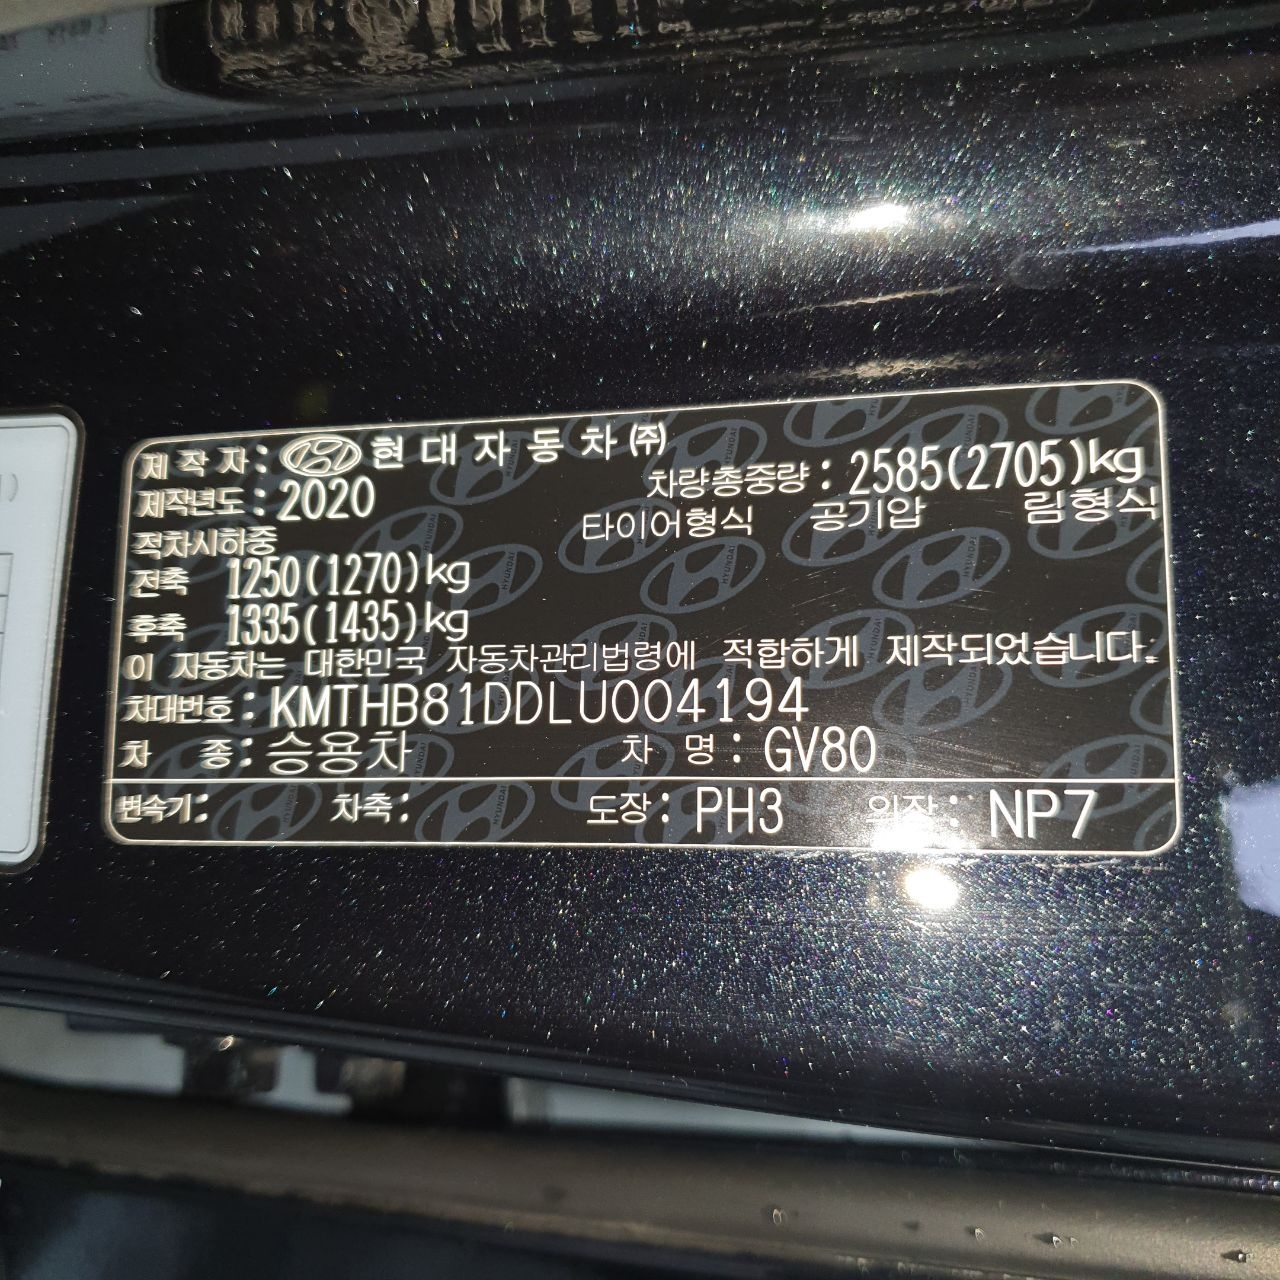 제작자: 현대자동차㈜
차량총중량: 2585(2705)kg
제작년도: 2020
타이어형식 공기압 림형식
적차시하중
전축 1250(1270)kg
후축 1335(1435)kg
이 자동차는 대한민국 자동차관리법령에 적합하게 제작되었습니다.
차대번호: KMTHB81DDLU004194
차 종: 승용차 차 명: GV80
변속기: 차축: 도장: PH3 외장: NP7